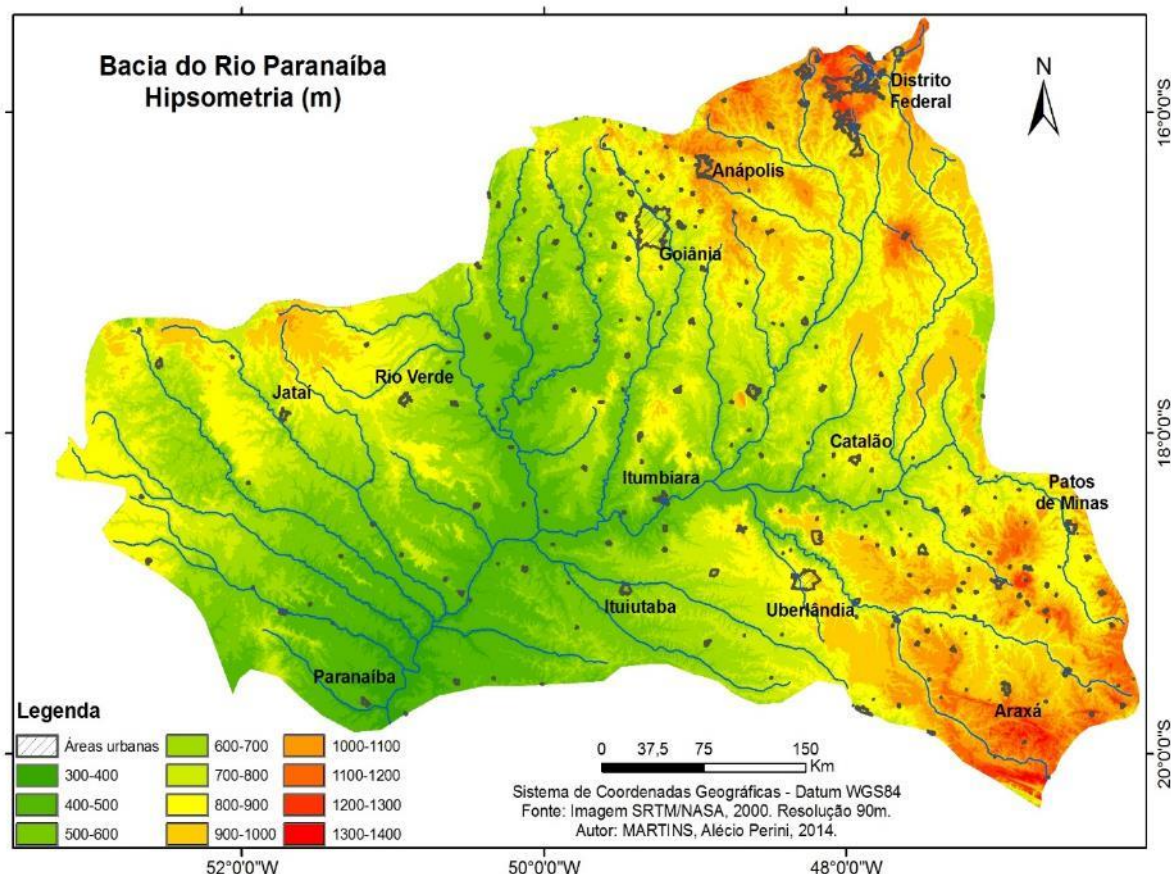 Bacia do Rio Paranaíba
Hipsometria (m)
N
Distrito
Federal
16°0'0"S
Anápolis
Goiânia
Jataí
Rio Verde
18°0'0"S
Catalão
Itumbiara
Patos
de Minas
Ituiutaba
Uberlândia
Paranaíba
Araxá
20°0'0"S
Legenda
Áreas urbanas
300-400
400-500
500-600
600-700
700-800
800-900
900-1000
1000-1100
1100-1200
1200-1300
1300-1400
0 37,5 75 150
Km
Sistema de Coordenadas Geográficas - Datum WGS84
Fonte: Imagem SRTM/NASA, 2000. Resolução 90m.
Autor: MARTINS, Alécio Perini, 2014.
52°0'0"W 50°0'0"W 48°0'0"W